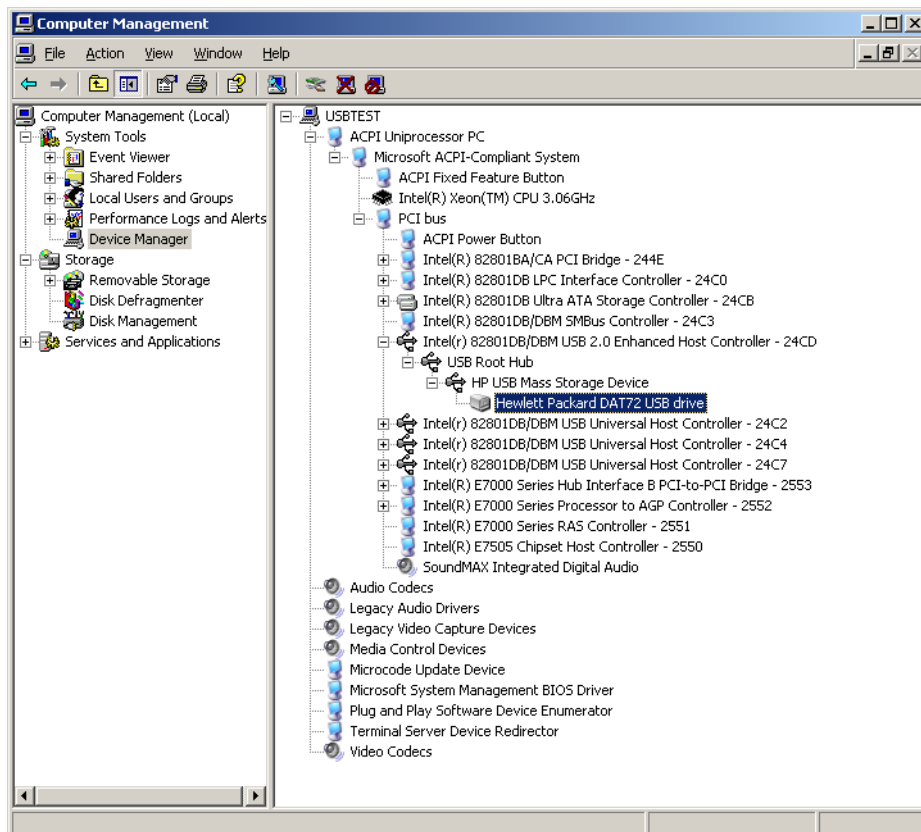 Computer Management
File Action View Window Help
Computer Management (Local)
System Tools
Event Viewer
Shared Folders
Local Users and Groups
Performance Logs and Alerts
Device Manager
Storage
Removable Storage
Disk Defragmenter
Disk Management
Services and Applications
USBTEST
ACPI Uniprocessor PC
Microsoft ACPI-Compliant System
ACPI Fixed Feature Button
Intel(R) Xeon(TM) CPU 3.06GHz
PCI bus
ACPI Power Button
Intel(R) 82801BA/CA PCI Bridge - 244E
Intel(R) 82801DB LPC Interface Controller - 24C0
Intel(R) 82801DB Ultra ATA Storage Controller - 24CB
Intel(R) 82801DB/DBM SMBus Controller - 24C3
Intel(r) 82801DB/DBM USB 2.0 Enhanced Host Controller - 24CD
USB Root Hub
HP USB Mass Storage Device
Hewlett Packard DAT72 USB drive
Intel(r) 82801DB/DBM USB Universal Host Controller - 24C2
Intel(r) 82801DB/DBM USB Universal Host Controller - 24C4
Intel(r) 82801DB/DBM USB Universal Host Controller - 24C7
Intel(R) E7000 Series Hub Interface B PCI-to-PCI Bridge - 2553
Intel(R) E7000 Series Processor to AGP Controller - 2552
Intel(R) E7000 Series RAS Controller - 2551
Intel(R) E7505 Chipset Host Controller - 2550
SoundMAX Integrated Digital Audio
Audio Codecs
Legacy Audio Drivers
Legacy Video Capture Devices
Media Control Devices
Microcode Update Device
Microsoft System Management BIOS Driver
Plug and Play Software Device Enumerator
Terminal Server Device Redirector
Video Codecs